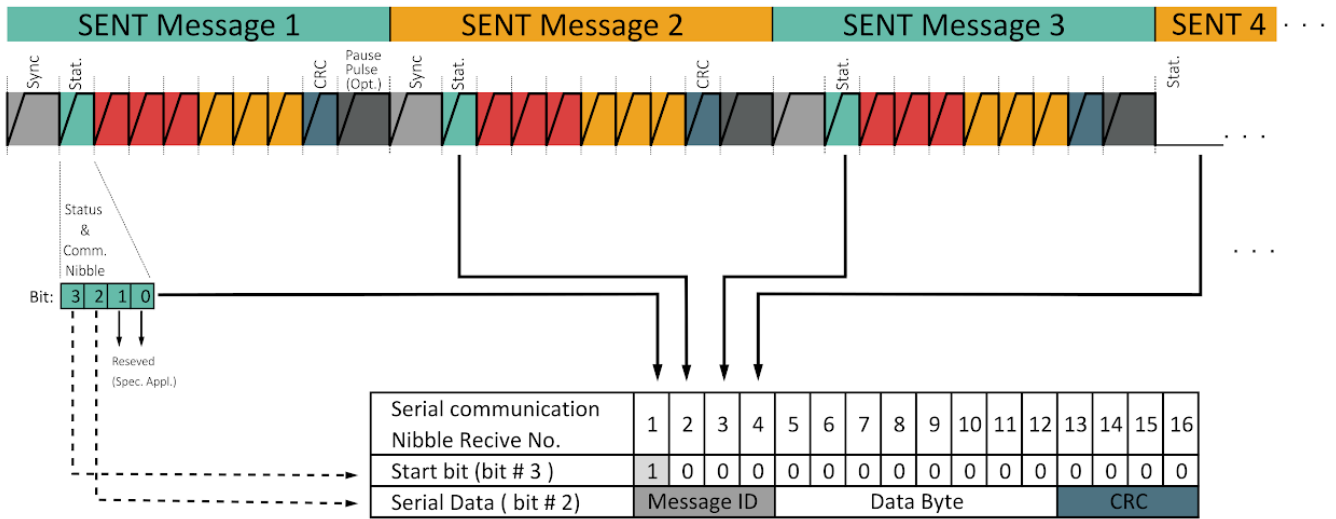 SENT Message 1 SENT Message 2 SENT Message 3 SENT 4 · · ·
Sync Stat. CRC Pause Pulse (Opt.) Sync Stat. CRC Stat. Stat.
· · ·
Status
&
Comm.
Nibble
· · ·
Bit: 3 2 1 0
Reseved
(Spec. Appl.)
Serial communication
Nibble Recive No. 1 2 3 4 5 6 7 8 9 10 11 12 13 14 15 16
Start bit (bit # 3 ) 1 0 0 0 0 0 0 0 0 0 0 0 0 0 0 0
Serial Data ( bit # 2) Message ID Data Byte CRC